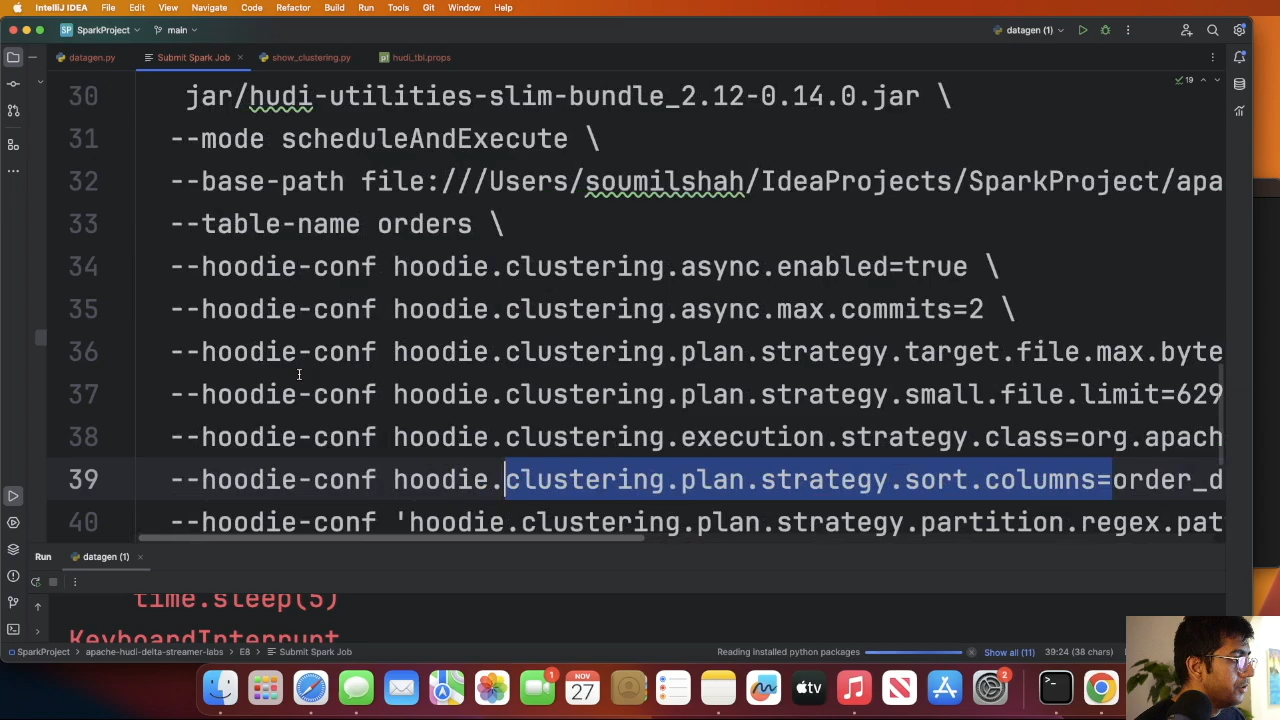 IntelliJ IDEA File Edit View Navigate Code Refactor Build Run Tools Git Window Help
SP SparkProject main datagen (1)
datagen.py Submit Spark Job show_clustering.py hudi_tbl.props
19
30 jar/hudi-utilities-slim-bundle_2.12-0.14.0.jar \
31 --mode scheduleAndExecute \
32 --base-path file:///Users/soumilshah/IdeaProjects/SparkProject/apa
33 --table-name orders \
34 --hoodie-conf hoodie.clustering.async.enabled=true \
35 --hoodie-conf hoodie.clustering.async.max.commits=2 \
36 --hoodie-conf hoodie.clustering.plan.strategy.target.file.max.byte
37 --hoodie-conf hoodie.clustering.plan.strategy.small.file.limit=629
38 --hoodie-conf hoodie.clustering.execution.strategy.class=org.apach
39 --hoodie-conf hoodie.clustering.plan.strategy.sort.columns=order_d
40 --hoodie-conf 'hoodie.clustering.plan.strategy.partition.regex.pat
Run datagen (1)
time.sleep(5)
KeyboardInterrupt
SparkProject apache-hudi-delta-streamer-labs E8 Submit Spark Job Reading installed python packages Show all (11) 39:24 (38 chars)
NOV
27
1
tv
2